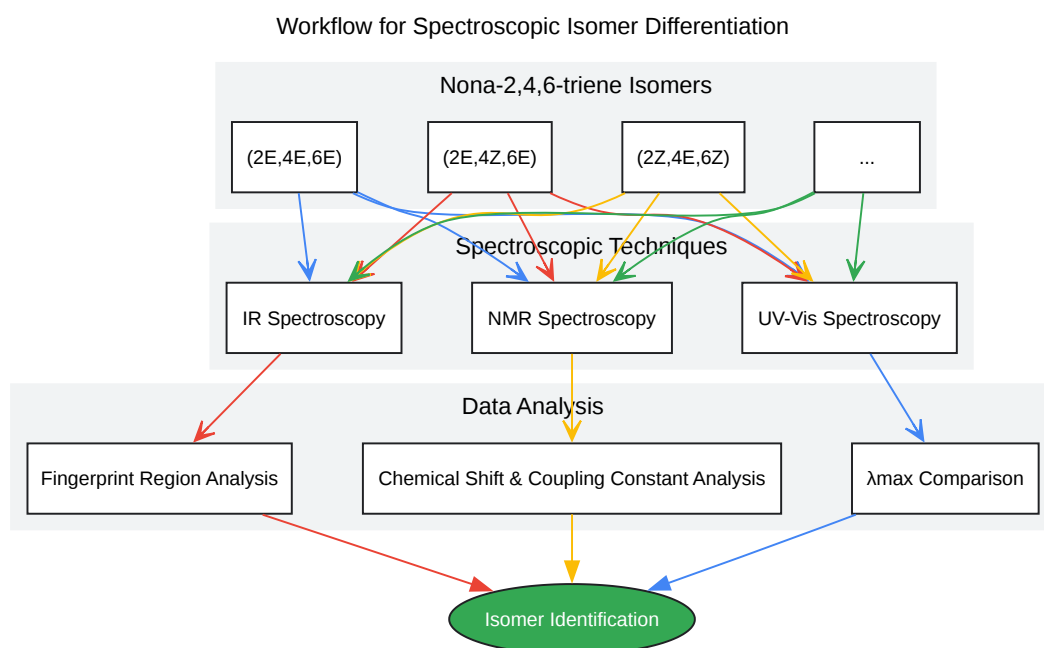 Workflow for Spectroscopic Isomer Differentiation
Nona-2,4,6-triene Isomers
(2E,4E,6E)
(2E,4Z,6E)
(2Z,4E,6Z)
...
Spectroscopic Techniques
IR Spectroscopy
NMR Spectroscopy
UV-Vis Spectroscopy
Data Analysis
Fingerprint Region Analysis
Chemical Shift & Coupling Constant Analysis
λmax Comparison
Isomer Identification